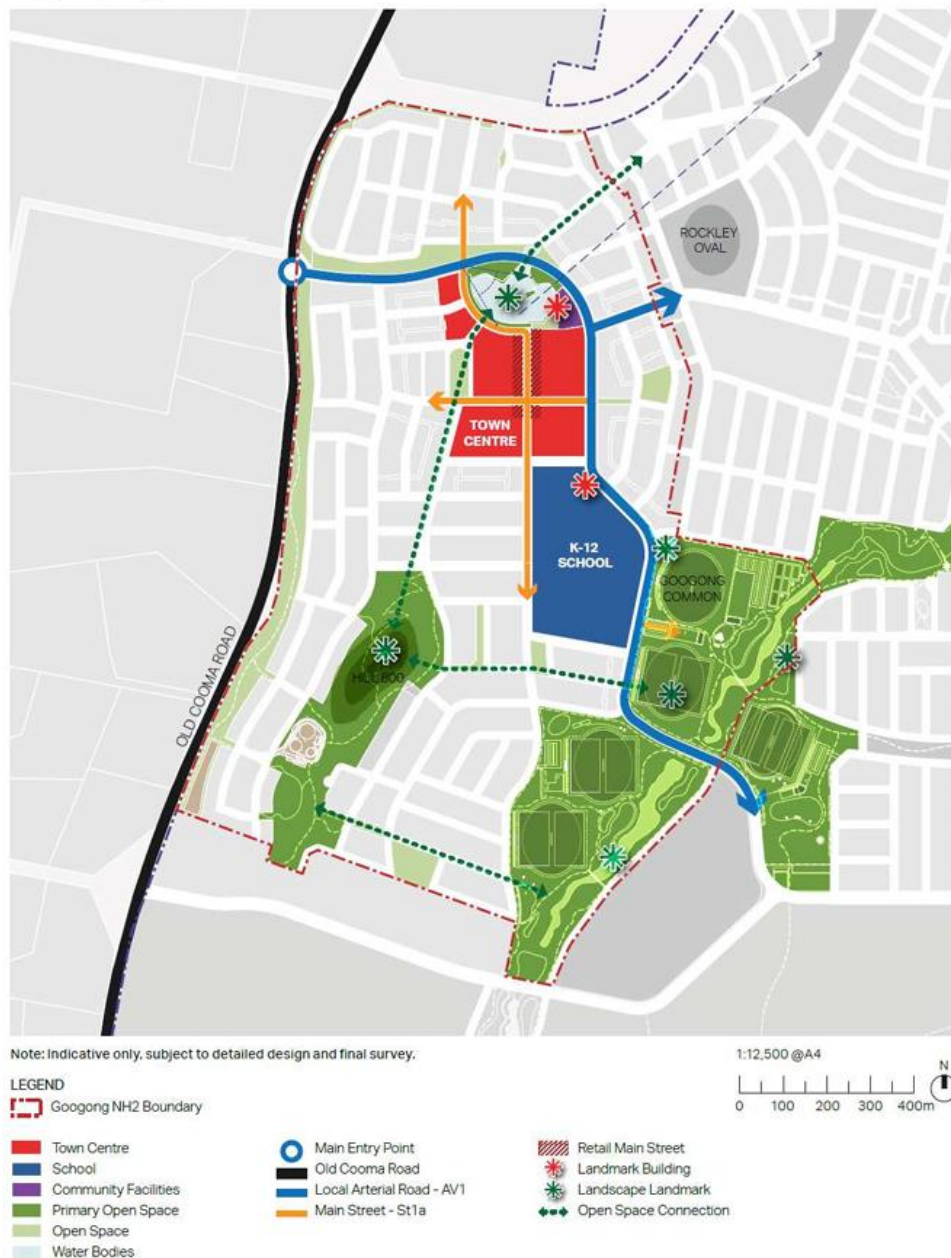 ROCKLEY
OVAL
TOWN
CENTRE
K-12
SCHOOL
GOOGONG
COMMON
HILL 800
OLD COOMA ROAD
Note: Indicative only, subject to detailed design and final survey.
1:12,500 @A4
N
0 100 200 300 400m
LEGEND
Googong NH2 Boundary
Town Centre
School
Community Facilities
Primary Open Space
Open Space
Water Bodies
Main Entry Point
Old Cooma Road
Local Arterial Road - AV1
Main Street - St1a
Retail Main Street
Landmark Building
Landscape Landmark
Open Space Connection